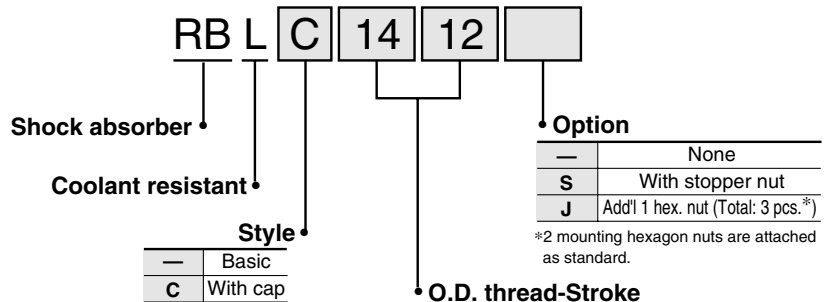 RB L C 14 12
Shock absorber
Coolant resistant
Style
— Basic
C With cap
O.D. thread-Stroke
Option
— None
S With stopper nut
J Add'l 1 hex. nut (Total: 3 pcs.*)
*2 mounting hexagon nuts are attached
as standard.